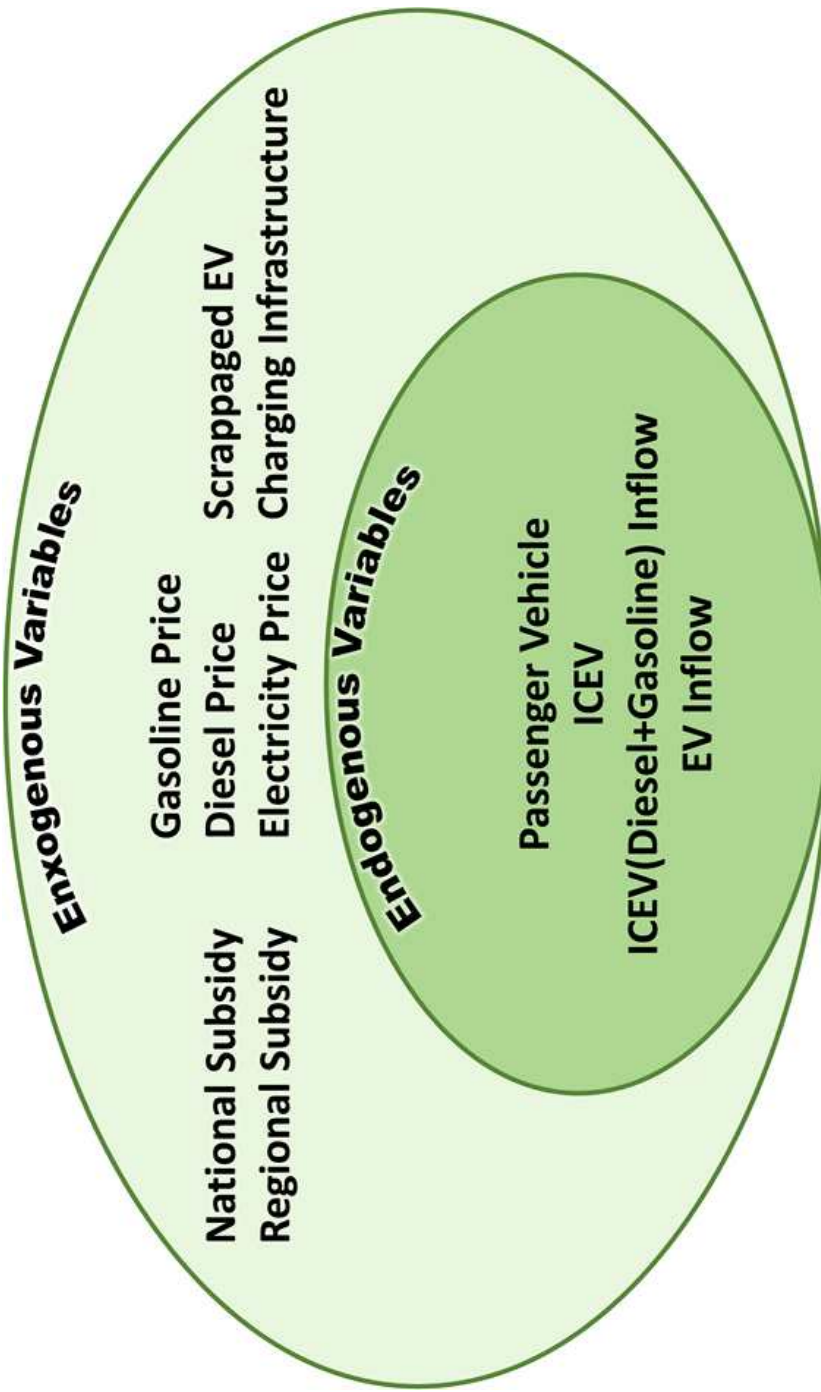 Enxogenous Variables
National Subsidy
Regional Subsidy
Gasoline Price
Diesel Price
Electricity Price
Scrappaged EV
Charging Infrastructure
Endogenous Variables
Passenger Vehicle
ICEV
ICEV(Diesel+Gasoline) Inflow
EV Inflow